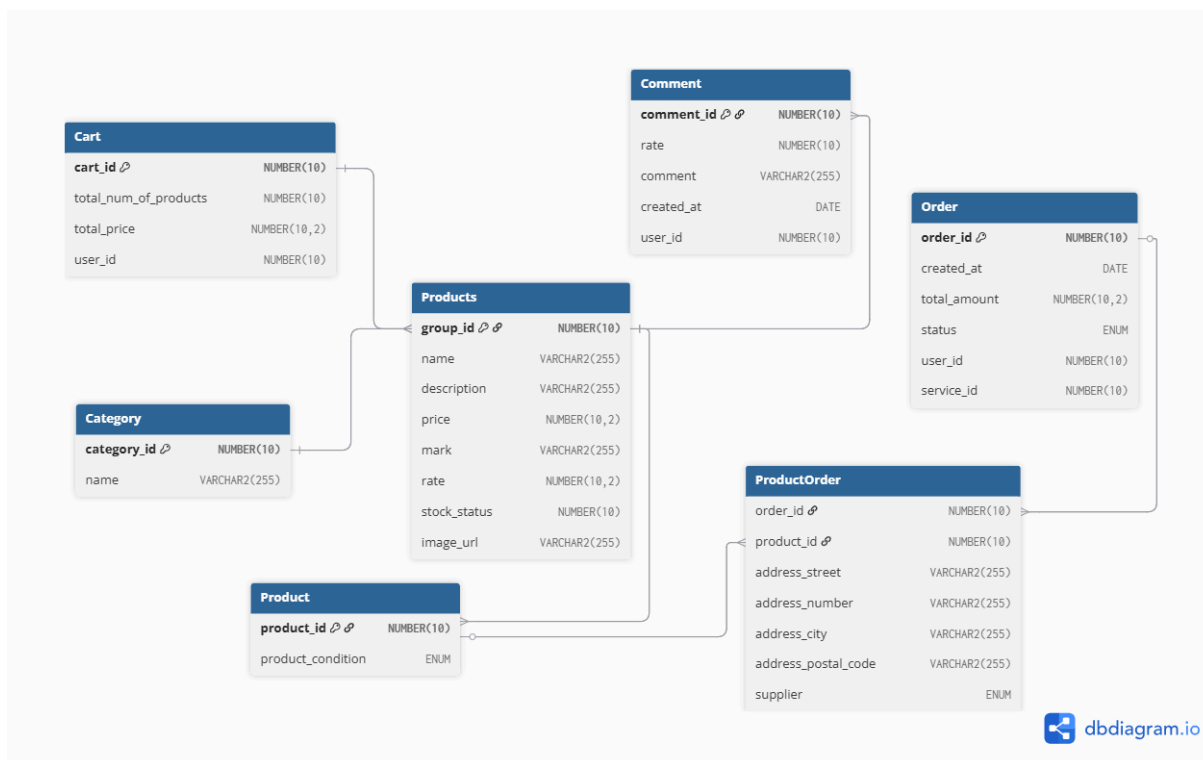 Comment
comment_id NUMBER(10)
rate NUMBER(10)
comment VARCHAR2(255)
created_at DATE
user_id NUMBER(10)
Cart
cart_id NUMBER(10)
total_num_of_products NUMBER(10)
total_price NUMBER(10,2)
user_id NUMBER(10)
Order
order_id NUMBER(10)
created_at DATE
total_amount NUMBER(10,2)
status ENUM
user_id NUMBER(10)
service_id NUMBER(10)
Products
group_id NUMBER(10)
name VARCHAR2(255)
description VARCHAR2(255)
price NUMBER(10,2)
mark VARCHAR2(255)
rate NUMBER(10,2)
stock_status NUMBER(10)
image_url VARCHAR2(255)
Category
category_id NUMBER(10)
name VARCHAR2(255)
ProductOrder
order_id NUMBER(10)
product_id NUMBER(10)
address_street VARCHAR2(255)
address_number VARCHAR2(255)
address_city VARCHAR2(255)
address_postal_code VARCHAR2(255)
supplier ENUM
Product
product_id NUMBER(10)
product_condition ENUM
dbdiagram.io